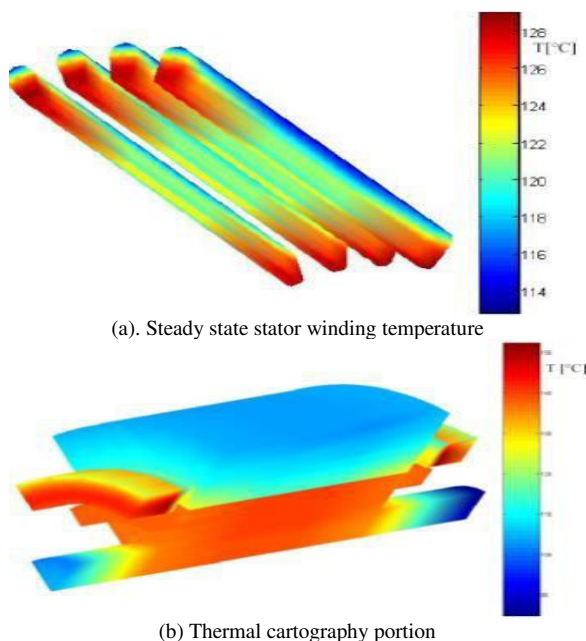 128
T[°C]
126
124
122
120
118
116
114
(a). Steady state stator winding temperature
T [°C]
(b) Thermal cartography portion